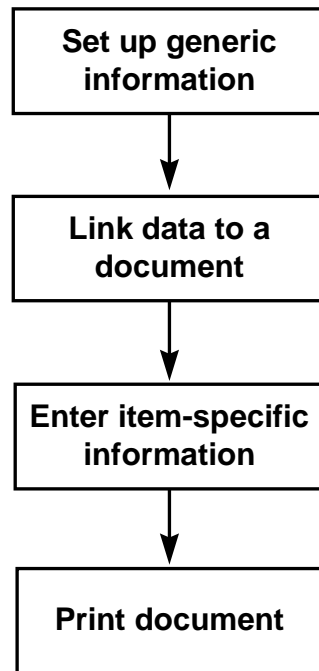 Set up generic
information
Link data to a
document
Enter item-specific
information
Print document